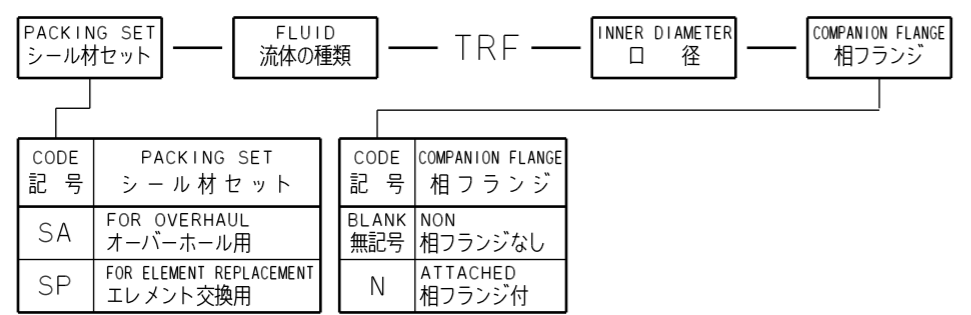 PACKING SET
シール材セット
FLUID
流体の種類
TRF
INNER DIAMETER
口 径
COMPANION FLANGE
相フランジ
CODE
記 号
PACKING SET
シール材セット
SA
FOR OVERHAUL
オーバーホール用
SP
FOR ELEMENT REPLACEMENT
エレメント交換用
CODE
記 号
COMPANION FLANGE
相フランジ
BLANK
無記号
NON
相フランジなし
N
ATTACHED
相フランジ付